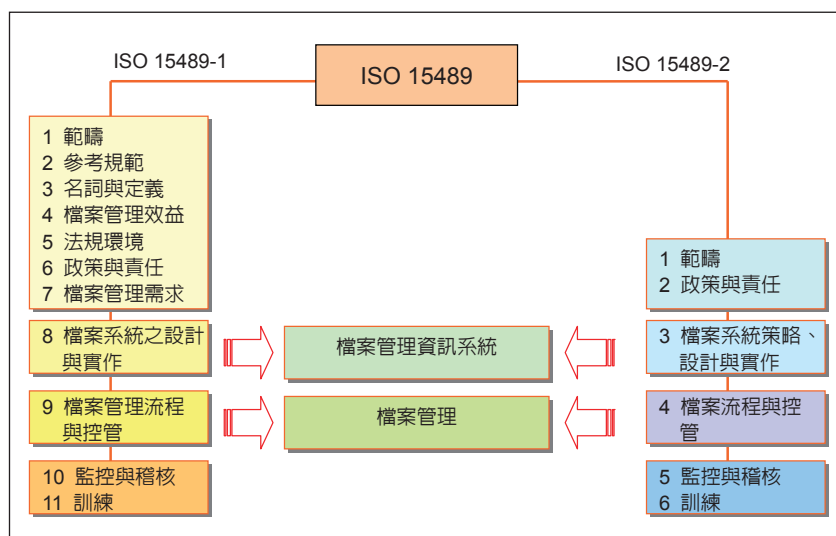 ISO 15489-1
ISO 15489
ISO 15489-2
1 範疇
2 參考規範
3 名詞與定義
4 檔案管理效益
5 法規環境
6 政策與責任
7 檔案管理需求
8 檔案系統之設計
與實作
9 檔案管理流程
與控管
10 監控與稽核
11 訓練
檔案管理資訊系統
檔案管理
1 範疇
2 政策與責任
3 檔案系統策略、
設計與實作
4 檔案流程與控
管
5 監控與稽核
6 訓練